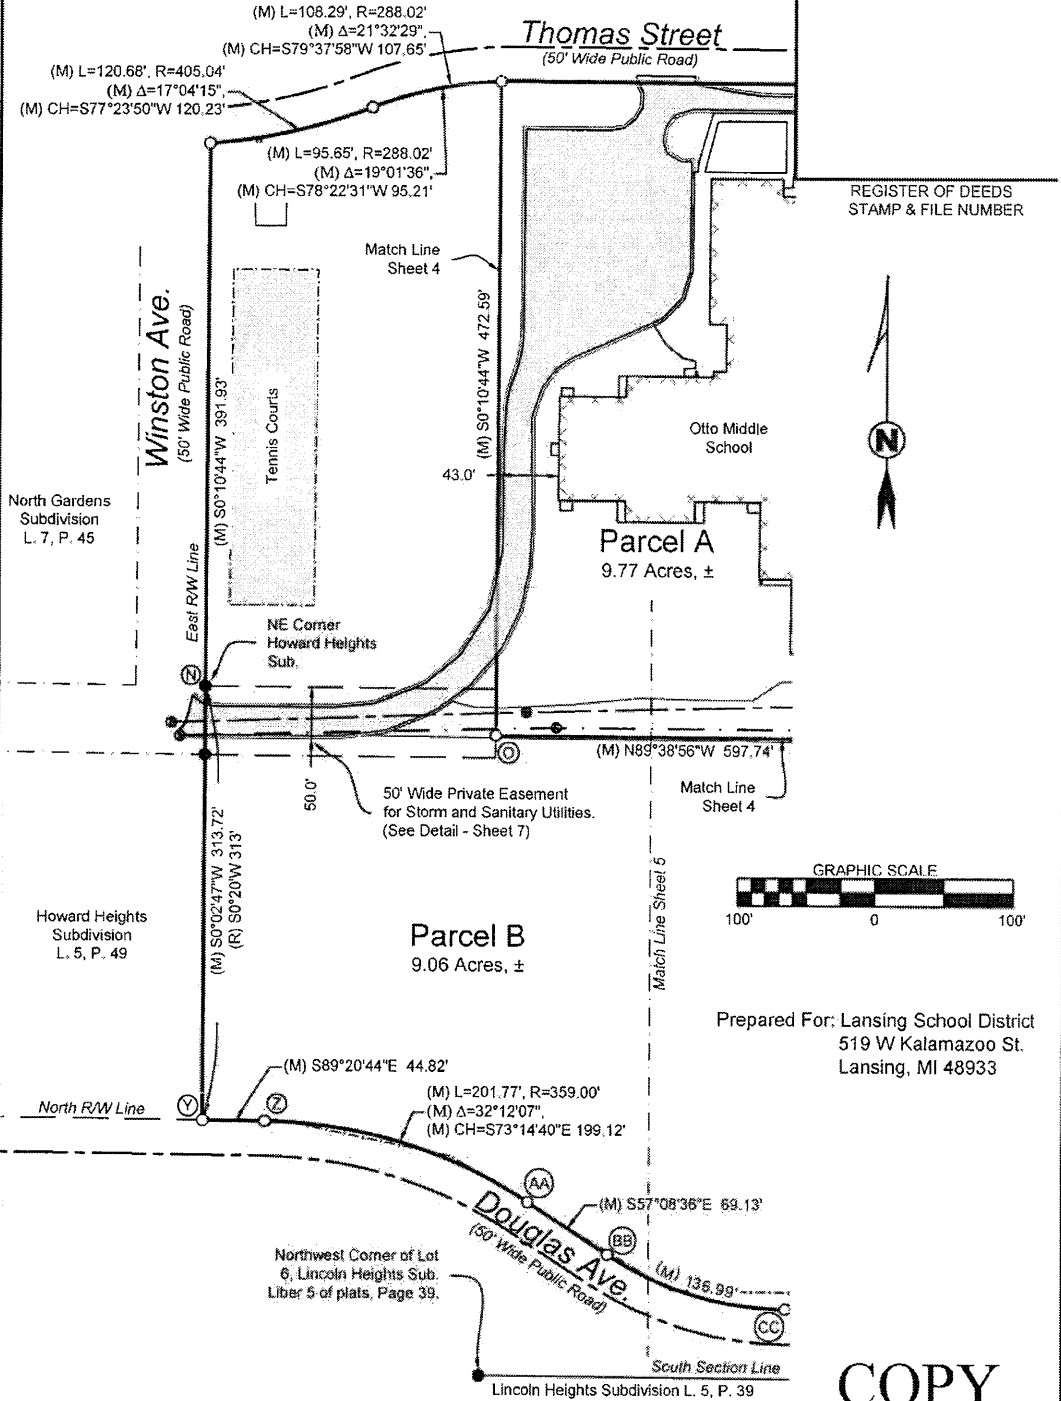 (M) L=108.29', R=288.02'
(M) Δ=21°32'29",
(M) CH=S79°37'58"W 107.65'
Thomas Street
(50' Wide Public Road)
(M) L=120.68', R=405.04'
(M) Δ=17°04'15",
(M) CH=S77°23'50"W 120.23'
(M) L=95.65', R=288.02'
(M) Δ=19°01'36",
(M) CH=S78°22'31"W 95.21'
REGISTER OF DEEDS
STAMP & FILE NUMBER
Match Line
Sheet 4
Winston Ave.
(50' Wide Public Road)
(M) S0°10'44"W 391.93'
Tennis Courts
(M) S0°10'44"W 472.59'
43.0'
Otto Middle
School
N
North Gardens
Subdivision
L. 7, P. 45
Parcel A
9.77 Acres, ±
East R/W Line
NE Corner
Howard Heights
Sub.
N
O
(M) N89°38'56"W 597.74'
Match Line
Sheet 4
50.0'
50' Wide Private Easement
for Storm and Sanitary Utilities.
(See Detail - Sheet 7)
(M) S0°02'47"W 313.72'
(R) S0°20'W 313'
Match Line Sheet 5
GRAPHIC SCALE
100' 0 100'
Howard Heights
Subdivision
L. 5, P. 49
Parcel B
9.06 Acres, ±
Prepared For: Lansing School District
519 W Kalamazoo St.
Lansing, MI 48933
(M) S89°20'44"E 44.82'
North R/W Line
Y
Z
(M) L=201.77', R=359.00'
(M) Δ=32°12'07",
(M) CH=S73°14'40"E 199.12'
AA
(M) S57°08'36"E 69.13'
BB
Douglas Ave.
(50' Wide Public Road)
(M) 136.99'
CC
Northwest Corner of Lot
6, Lincoln Heights Sub.
Liber 5 of plats, Page 39.
South Section Line
Lincoln Heights Subdivision L. 5, P. 39
COPY